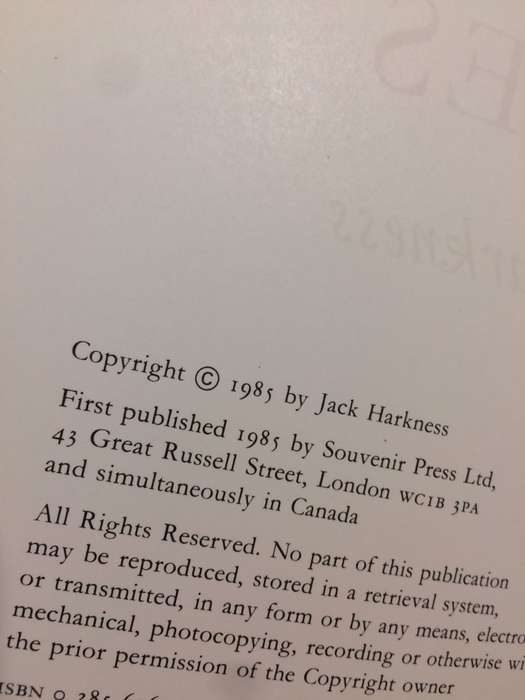 Copyright © 1985 by Jack Harkness
First published 1985 by Souvenir Press Ltd,
43 Great Russell Street, London WC1B 3PA
and simultaneously in Canada
All Rights Reserved. No part of this publication
may be reproduced, stored in a retrieval system,
or transmitted, in any form or by any means, electro
mechanical, photocopying, recording or otherwise wi
the prior permission of the Copyright owner
ISBN 0 285